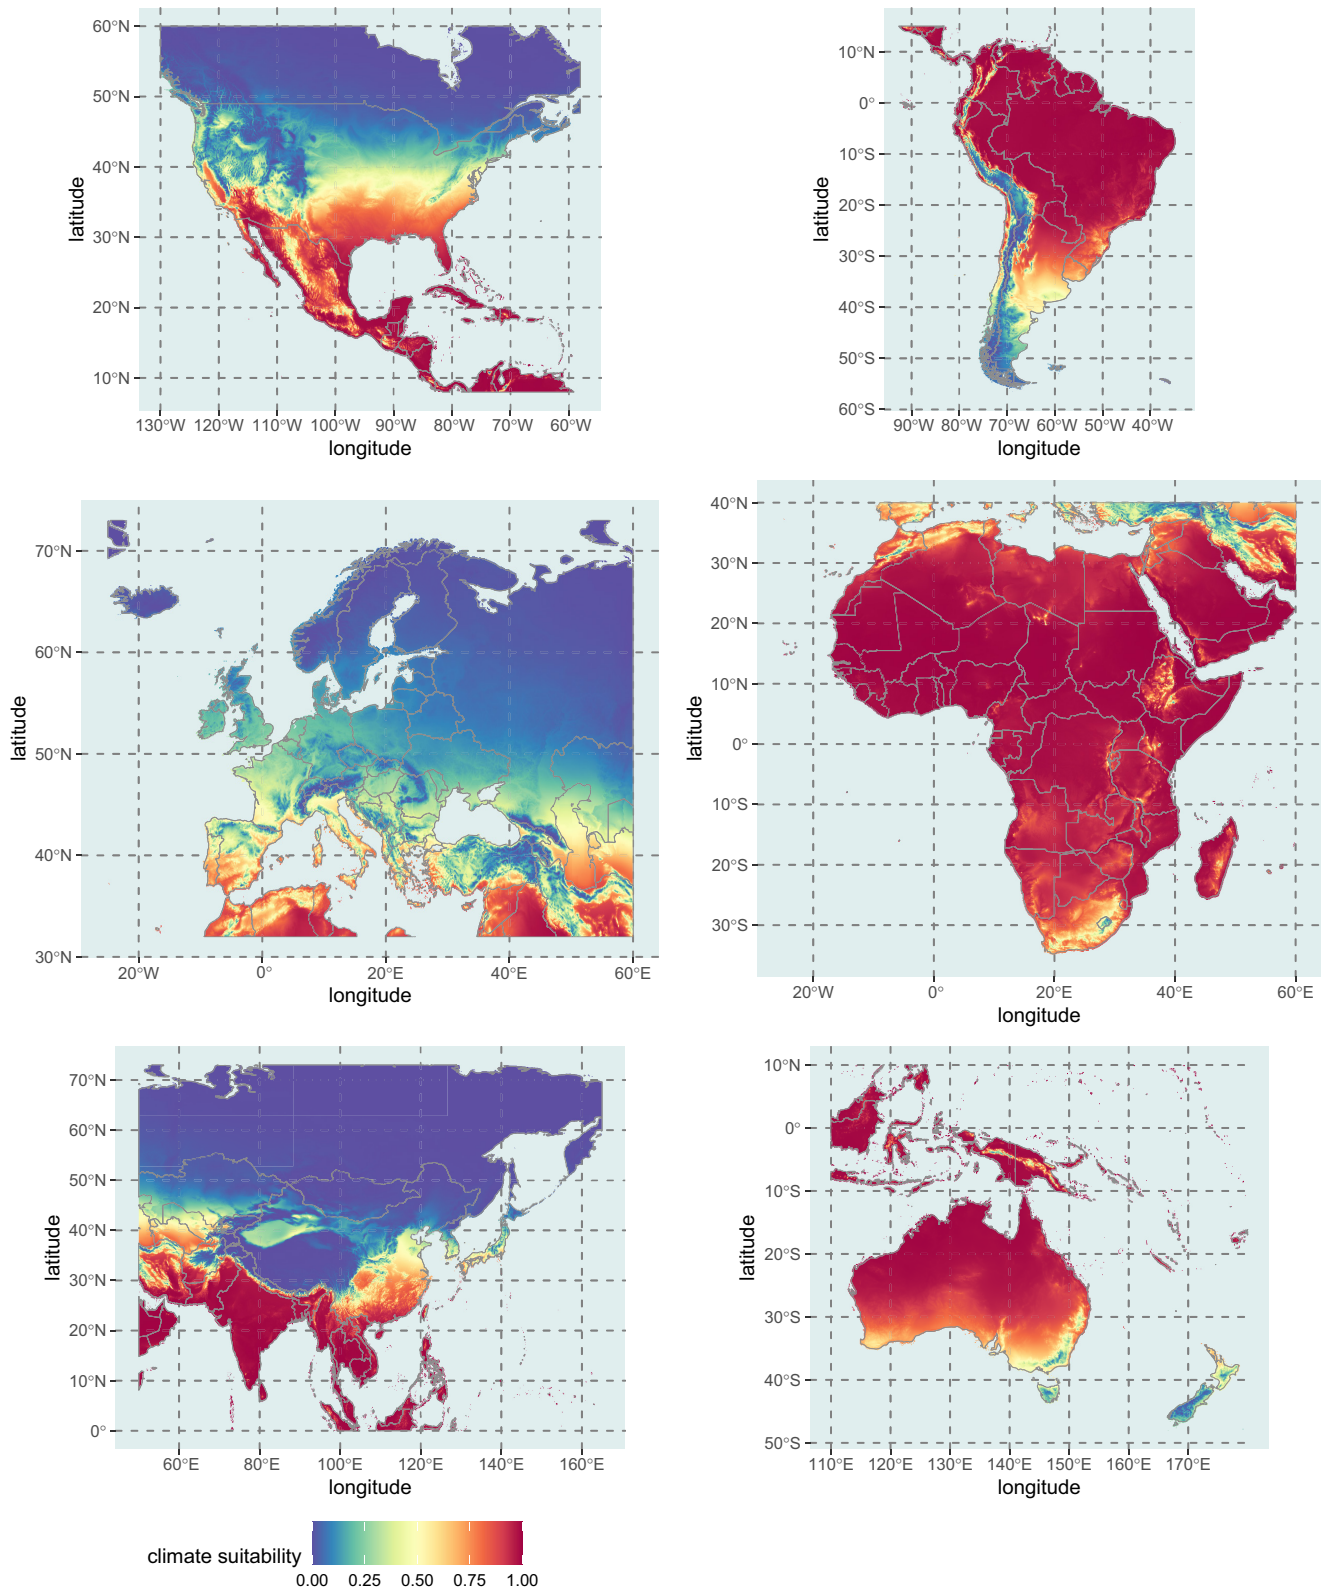 60°N
50°N
40°N
30°N
20°N
10°N
latitude
130°W 120°W 110°W 100°W 90°W 80°W 70°W 60°W
longitude
10°N
0°
10°S
20°S
30°S
40°S
50°S
60°S
latitude
90°W 80°W 70°W 60°W 50°W 40°W
longitude
70°N
60°N
50°N
40°N
30°N
latitude
20°W 0° 20°E 40°E 60°E
longitude
40°N
30°N
20°N
10°N
0°
10°S
20°S
30°S
latitude
20°W 0° 20°E 40°E 60°E
longitude
70°N
60°N
50°N
40°N
30°N
20°N
10°N
0°
latitude
60°E 80°E 100°E 120°E 140°E 160°E
longitude
10°N
0°
10°S
20°S
30°S
40°S
50°S
latitude
110°E 120°E 130°E 140°E 150°E 160°E 170°E
longitude
climate suitability
0.00 0.25 0.50 0.75 1.00